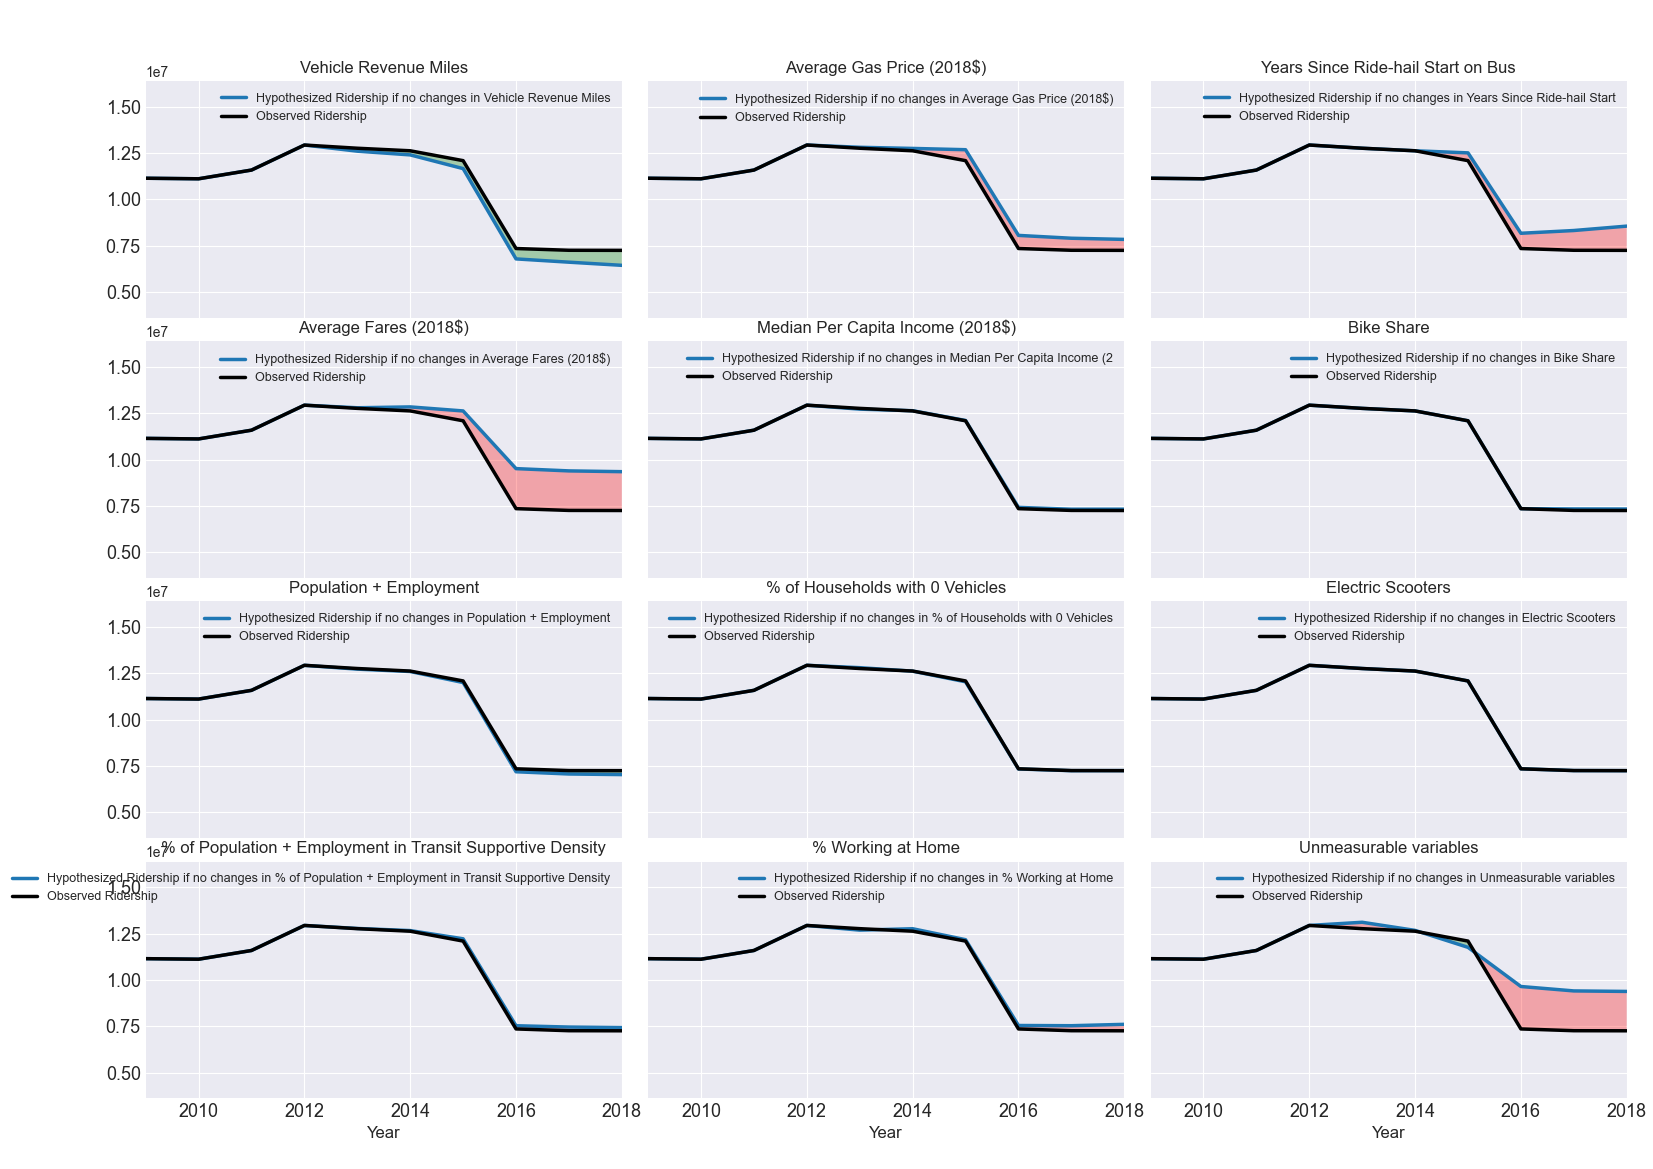 Vehicle Revenue Miles
Average Gas Price (2018$)
Years Since Ride-hail Start on Bus
1e7
Hypothesized Ridership if no changes in Vehicle Revenue Miles
Observed Ridership
Hypothesized Ridership if no changes in Average Gas Price (2018$)
Observed Ridership
Hypothesized Ridership if no changes in Years Since Ride-hail Start
Observed Ridership
1.50
1.25
1.00
0.75
0.50
Average Fares (2018$)
Median Per Capita Income (2018$)
Bike Share
1e7
Hypothesized Ridership if no changes in Average Fares (2018$)
Observed Ridership
Hypothesized Ridership if no changes in Median Per Capita Income (2
Observed Ridership
Hypothesized Ridership if no changes in Bike Share
Observed Ridership
1.50
1.25
1.00
0.75
0.50
Population + Employment
% of Households with 0 Vehicles
Electric Scooters
1e7
Hypothesized Ridership if no changes in Population + Employment
Observed Ridership
Hypothesized Ridership if no changes in % of Households with 0 Vehicles
Observed Ridership
Hypothesized Ridership if no changes in Electric Scooters
Observed Ridership
1.50
1.25
1.00
0.75
0.50
% of Population + Employment in Transit Supportive Density
% Working at Home
Unmeasurable variables
1e7
Hypothesized Ridership if no changes in % of Population + Employment in Transit Supportive Density
Observed Ridership
Hypothesized Ridership if no changes in % Working at Home
Observed Ridership
Hypothesized Ridership if no changes in Unmeasurable variables
Observed Ridership
1.50
1.25
1.00
0.75
0.50
2010 2012 2014 2016 2018
2010 2012 2014 2016 2018
2010 2012 2014 2016 2018
Year
Year
Year